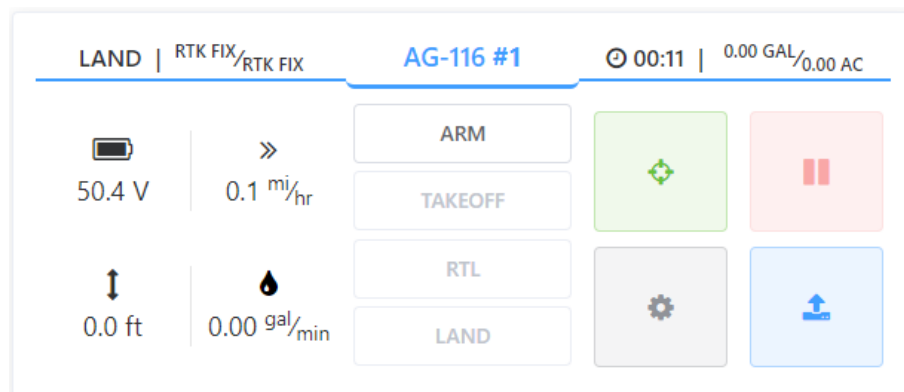 LAND | RTK FIX/RTK FIX
AG-116 #1
00:11 | 0.00 GAL/0.00 AC
50.4 V
0.1 mi/hr
0.0 ft
0.00 gal/min
ARM
TAKEOFF
RTL
LAND